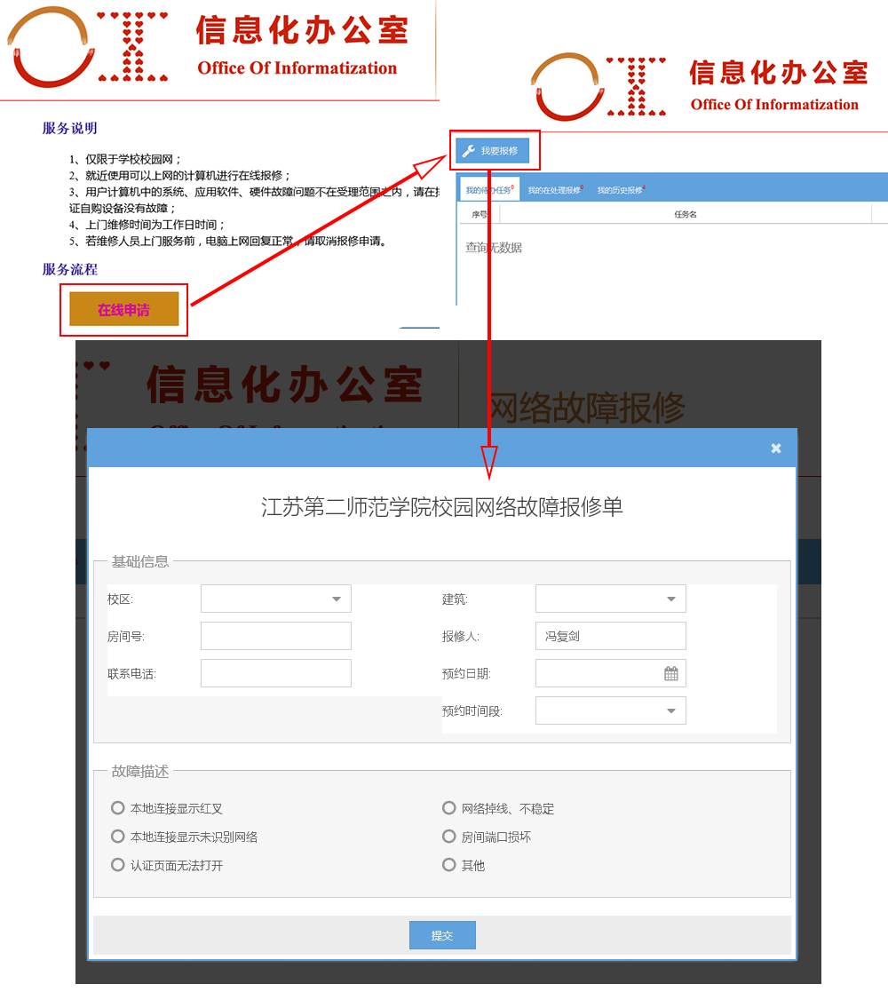 信息化办公室
Office Of Informatization
服务说明
1、仅限于学校校园网；
2、就近使用可以上网的计算机进行在线报修；
3、用户计算机中的系统、应用软件、硬件故障问题不在受理范围之内，请在
证自购设备没有故障；
4、上门维修时间为工作日时间；
5、若维修人员上门服务前，电脑上网回复正常，请取消报修申请。
服务流程
在线申请
信息化办公室
Office Of Informatization
我要报修
我的待办任务0 我的在处理报修0 我的历史报修4
序号 任务名
查询无数据
信息化办公室
网络故障报修
江苏第二师范学院校园网络故障报修单
基础信息
校区: 建筑:
房间号: 报修人: 冯复剑
联系电话: 预约日期:
预约时间段:
故障描述
本地连接显示红叉 网络掉线、不稳定
本地连接显示未识别网络 房间端口损坏
认证页面无法打开 其他
提交